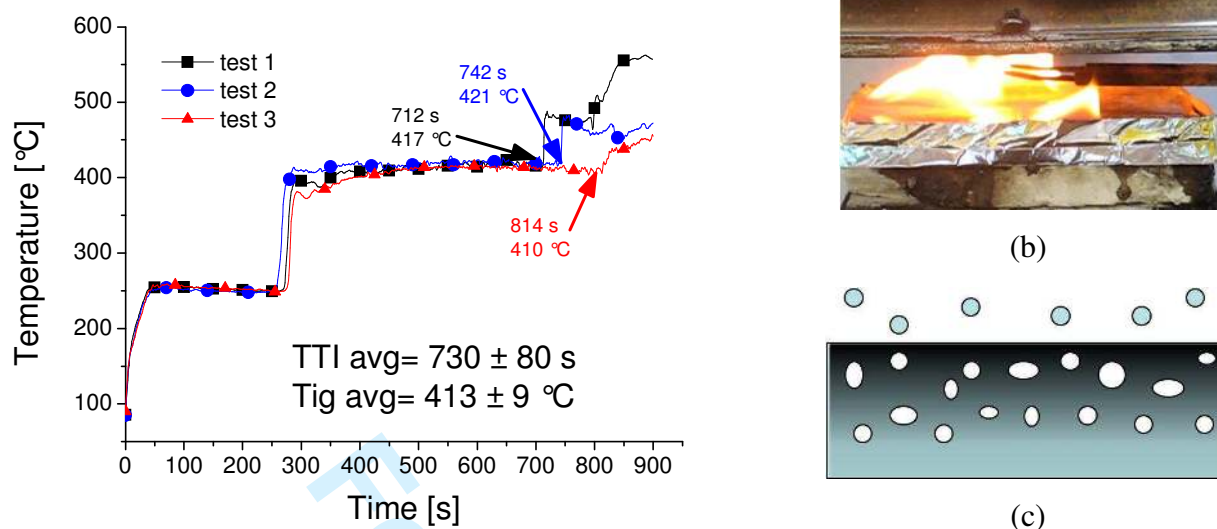 600
500
400
300
200
100
Temperature [°C]
test 1
test 2
test 3
712 s
417 °C
742 s
421 °C
814 s
410 °C
TTI avg= 730 ± 80 s
Tig avg= 413 ± 9 °C
0 100 200 300 400 500 600 700 800 900
Time [s]
(b)
(c)